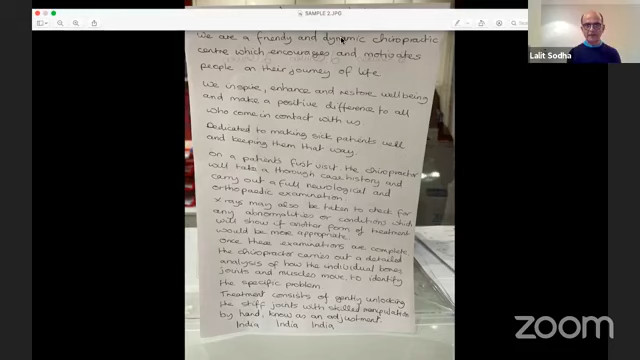 SAMPLE 2.JPG
We are a friendly and dynamic chiropractic
centre which encourages and motivates
people on their journey of life
We inspire, enhance and restore wellbeing
and make a positive difference to all
who come in contact with us
Dedicated to making sick patients well
and keeping them that way.
On a patients first visit the chiropractor
will take a thorough case history and
carry out a full neurological and
orthopaedic examination
X rays may also be taken to check for
any abnormalities or conditions which
will show if another form of treatment
would be more appropriate
once these examinations are complete
the chiropractor carries out a detailed
analysis of how the individual bones
joints and muscles move, to identify
the specific problem.
Treatment consists of gently unlocking
the stiff joints with skilled manipulation
by hand, know as an adjustment.
India India India
Lalit Sodha
zoom